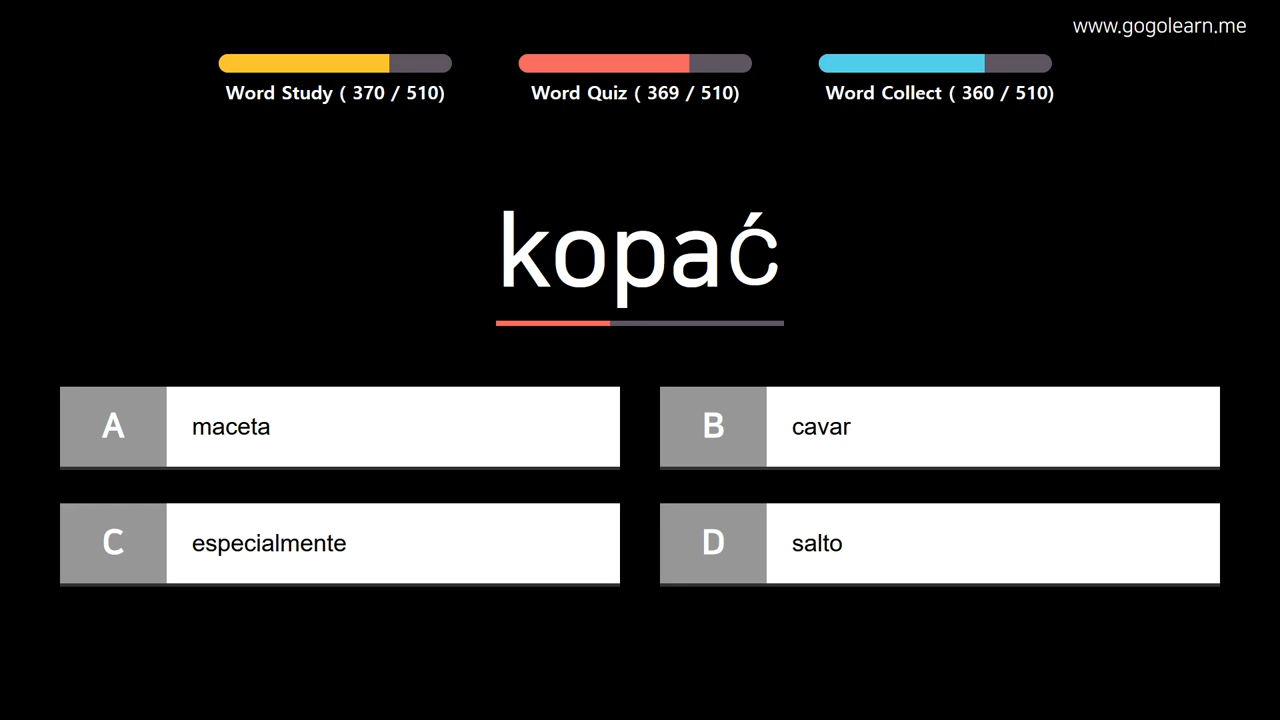 www.gogolearn.me
Word Study ( 370 / 510)
Word Quiz ( 369 / 510)
Word Collect ( 360 / 510)
kopać
A maceta
B cavar
C especialmente
D salto